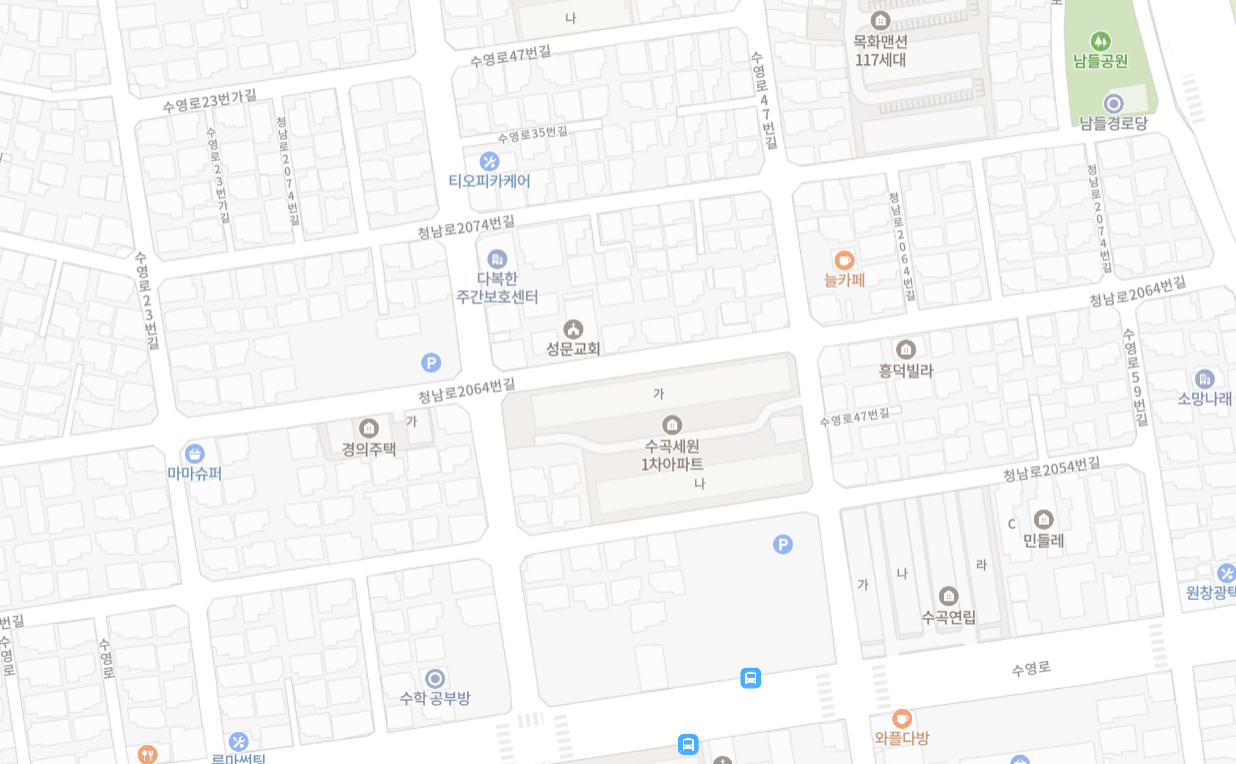 나
목화맨션
117세대
남들공원
남들경로당
수영로47번길
수영로47번길
수영로23번가길
수영로23번가길
청남로2074번길
수영로35번길
티오피카케어
청남로2074번길
청남로2074번길
청남로2064번길
수영로23번길
다복한
주간보호센터
늘카페
청남로2064번길
성문교회
흥덕빌라
수영로59번길
소망나래
P
청남로2064번길
가
가
경의주택
수영로47번길
수곡세원
1차아파트
나
마마슈퍼
청남로2054번길
C
민들레
P
가
나
라
수곡연립
원창광택
번길
수영로
수영로
수영로
수학 공부방
와플다방
루마썬팅